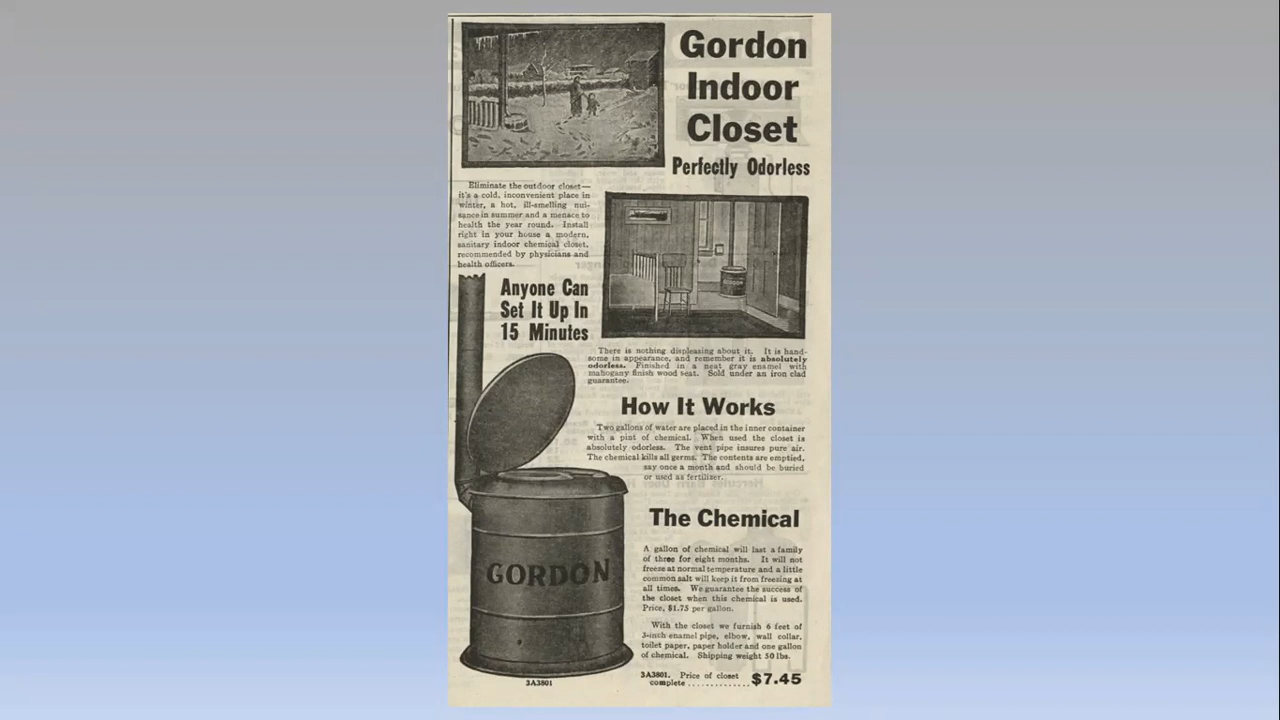 Gordon
Indoor
Closet
Perfectly Odorless
Eliminate the outdoor closet—
it's a cold, inconvenient place in
winter, a hot, ill-smelling nui-
sance in summer and a menace to
health the year round. Install
right in your house a modern,
sanitary indoor chemical closet,
recommended by physicians and
health officers.
Anyone Can
Set It Up In
15 Minutes
GORDON
There is nothing displeasing about it. It is hand-
some in appearance, and remember it is absolutely
odorless. Finished in a neat gray enamel with
mahogany finish wood seat. Sold under an iron clad
guarantee.
How It Works
Two gallons of water are placed in the inner container
with a pint of chemical. When used the closet is
absolutely odorless. The vent pipe insures pure air.
The chemical kills all germs. The contents are emptied,
say once a month and should be buried
or used as fertilizer.
The Chemical
A gallon of chemical will last a family
of three for eight months. It will not
freeze at normal temperature and a little
common salt will keep it from freezing at
all times. We guarantee the success of
the closet when this chemical is used.
Price, $1.75 per gallon.
With the closet we furnish 6 feet of
3-inch enamel pipe, elbow, wall collar,
toilet paper, paper holder and one gallon
of chemical. Shipping weight 50 lbs.
3A3801. Price of closet
complete ............ $7.45
GORDON
3A3801